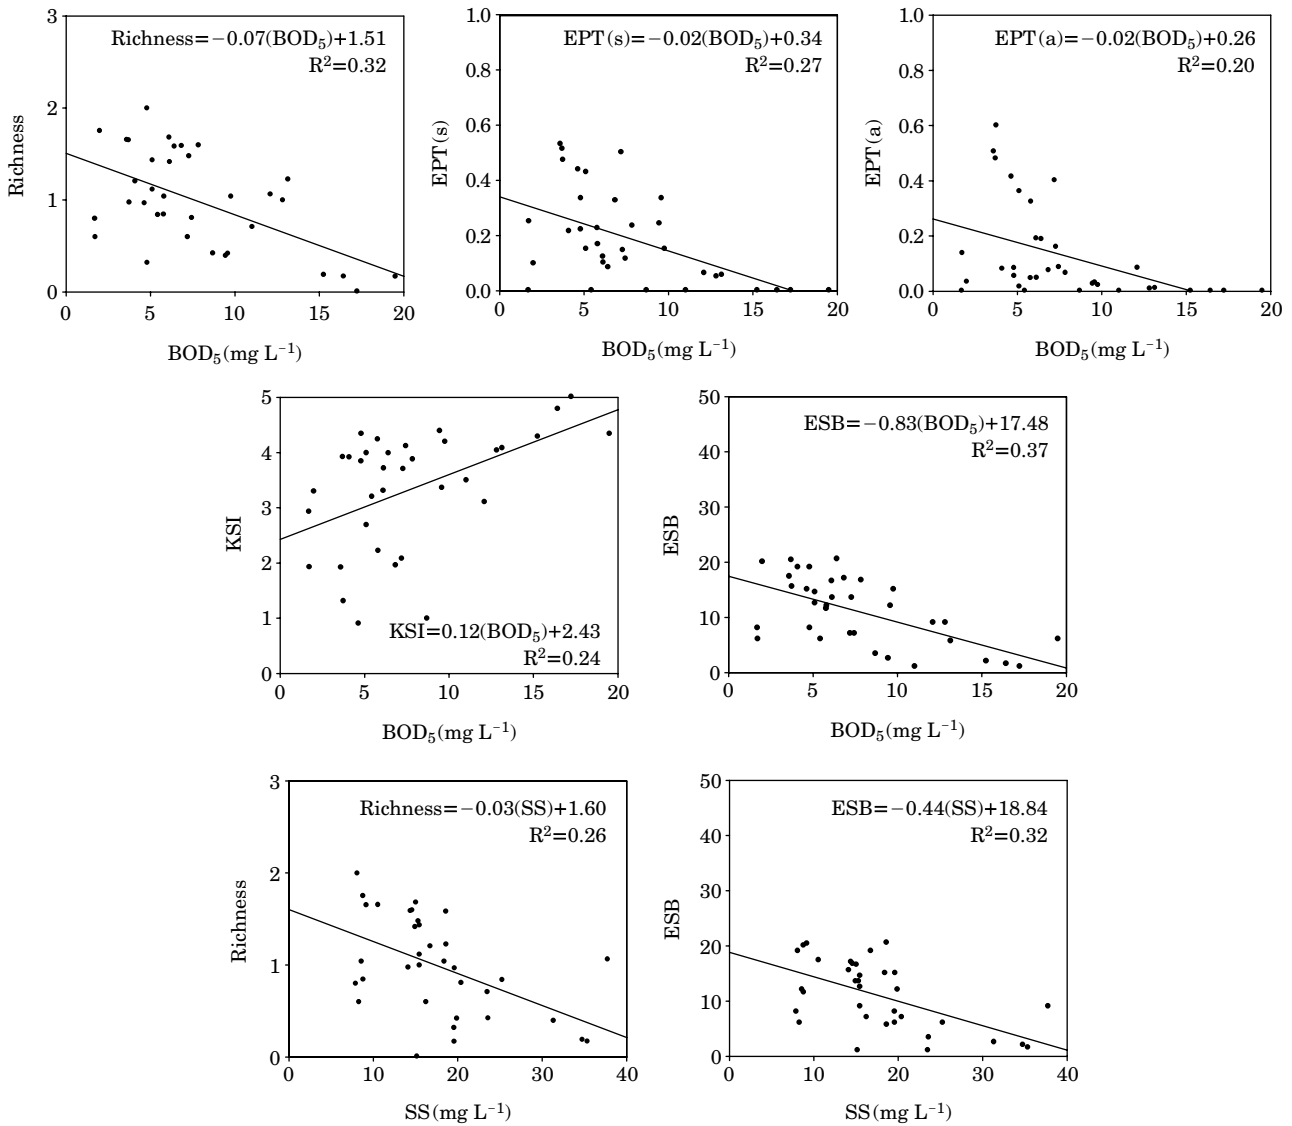 Richness=−0.07(BOD₅)+1.51
R²=0.32
3
2
1
0
Richness
0 5 10 15 20
BOD₅(mg L⁻¹)
EPT(s)=−0.02(BOD₅)+0.34
R²=0.27
1.0
0.8
0.6
0.4
0.2
0.0
EPT(s)
0 5 10 15 20
BOD₅(mg L⁻¹)
EPT(a)=−0.02(BOD₅)+0.26
R²=0.20
1.0
0.8
0.6
0.4
0.2
0.0
EPT(a)
0 5 10 15 20
BOD₅(mg L⁻¹)
5
4
3
2
1
0
KSI
KSI=0.12(BOD₅)+2.43
R²=0.24
0 5 10 15 20
BOD₅(mg L⁻¹)
ESB=−0.83(BOD₅)+17.48
R²=0.37
50
40
30
20
10
0
ESB
0 5 10 15 20
BOD₅(mg L⁻¹)
Richness=−0.03(SS)+1.60
R²=0.26
3
2
1
0
Richness
0 10 20 30 40
SS(mg L⁻¹)
ESB=−0.44(SS)+18.84
R²=0.32
50
40
30
20
10
0
ESB
0 10 20 30 40
SS(mg L⁻¹)